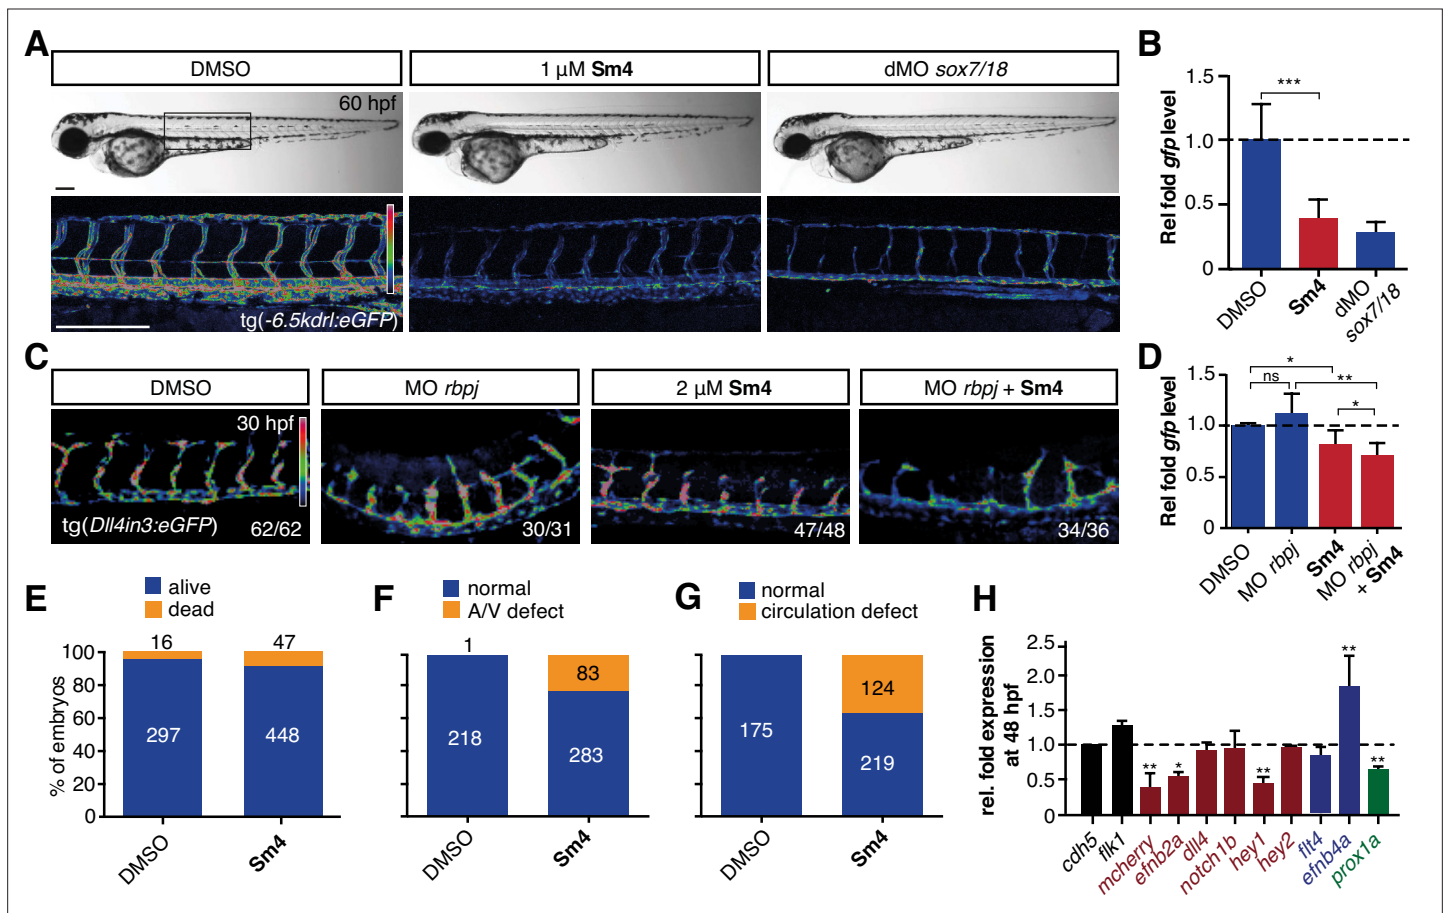 A
DMSO
1 µM Sm4
dMO sox7/18
60 hpf
tg(-6.5kdrl:eGFP)
B
Rel fold gfp level
1.5
1.0
0.5
0
***
DMSO
Sm4
dMO
sox7/18
C
DMSO
MO rbpj
2 µM Sm4
MO rbpj + Sm4
30 hpf
tg(Dll4in3:eGFP)
62/62
30/31
47/48
34/36
D
Rel fold gfp level
1.5
1.0
0.5
0
*
ns
**
*
DMSO
MO rbpj
Sm4
MO rbpj
+ Sm4
E
alive
dead
% of embryos
100
80
60
40
20
0
16
47
297
448
DMSO
Sm4
F
normal
A/V defect
1
83
218
283
DMSO
Sm4
G
normal
circulation defect
124
175
219
DMSO
Sm4
H
rel. fold expression
at 48 hpf
2.5
2.0
1.5
1.0
0.5
0
**
*
**
**
**
cdh5
flk1
mcherry
efnb2a
dll4
notch1b
hey1
hey2
flt4
efnb4a
prox1a